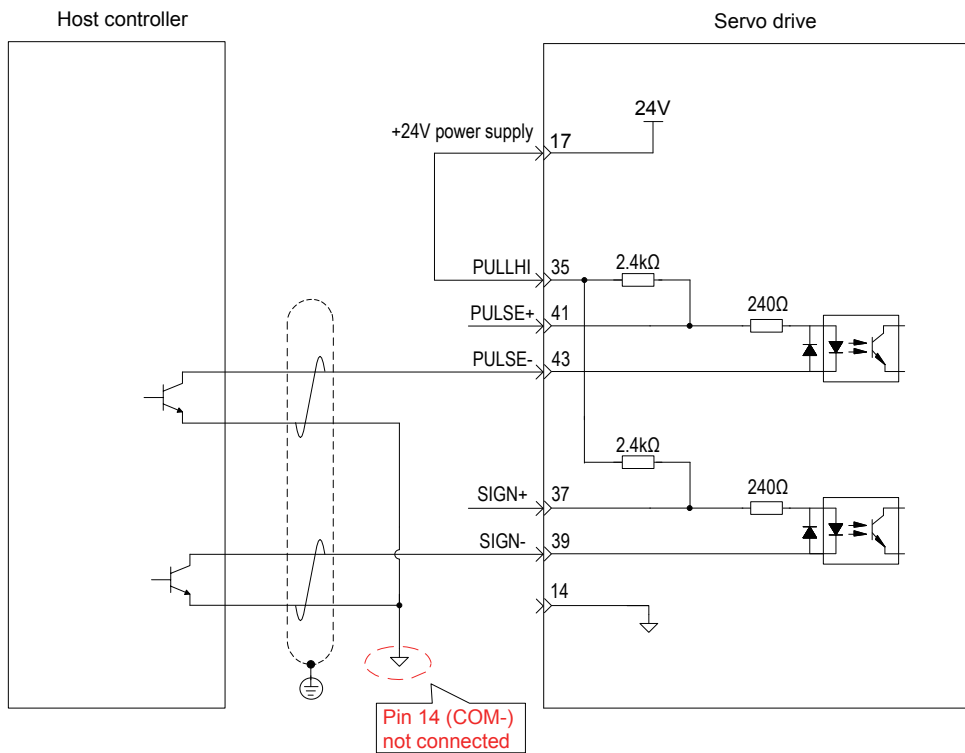 Host controller
Servo drive
24V
+24V power supply
17
PULLHI
35
2.4kΩ
PULSE+
41
240Ω
PULSE-
43
2.4kΩ
SIGN+
37
240Ω
SIGN-
39
14
Pin 14 (COM-)
not connected